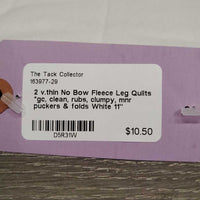 The Tack Collector
163977-29
2 v.thin No Bow Fleece Leg Quilts
"gc, clean, rubs, clumpy, mnr
puckers & folds White 11"
D5R31W
$10.50